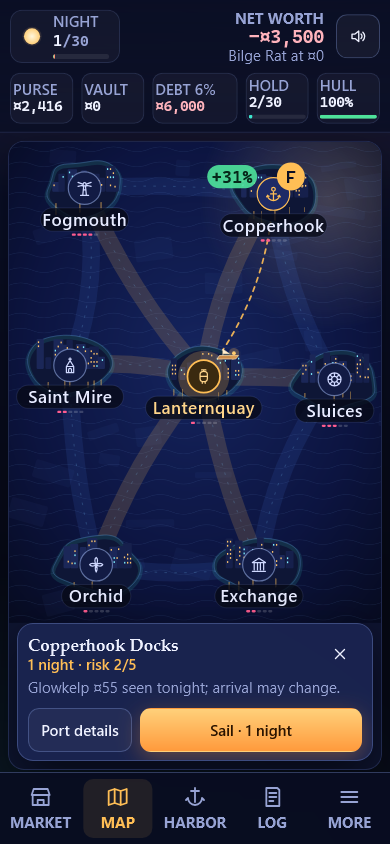 NIGHT
1/30
NET WORTH
−¤3,500
Bilge Rat at ¤0
PURSE
¤2,416
VAULT
¤0
DEBT 6%
¤6,000
HOLD
2/30
HULL
100%
+31%
F
Fogmouth
Copperhook
Saint Mire
Lanternquay
Sluices
Orchid
Exchange
Copperhook Docks
1 night · risk 2/5
Glowkelp ¤55 seen tonight; arrival may change.
Port details
Sail · 1 night
MARKET
MAP
HARBOR
LOG
MORE